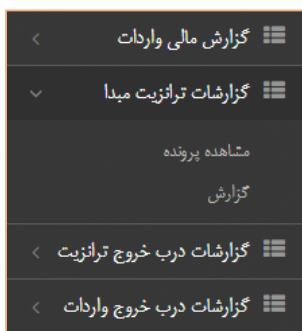 گزارش مالی واردات
گزارشات ترانزیت مبدا
مشاهده پرونده
گزارش
گزارشات درب خروج ترانزیت
گزارشات درب خروج واردات